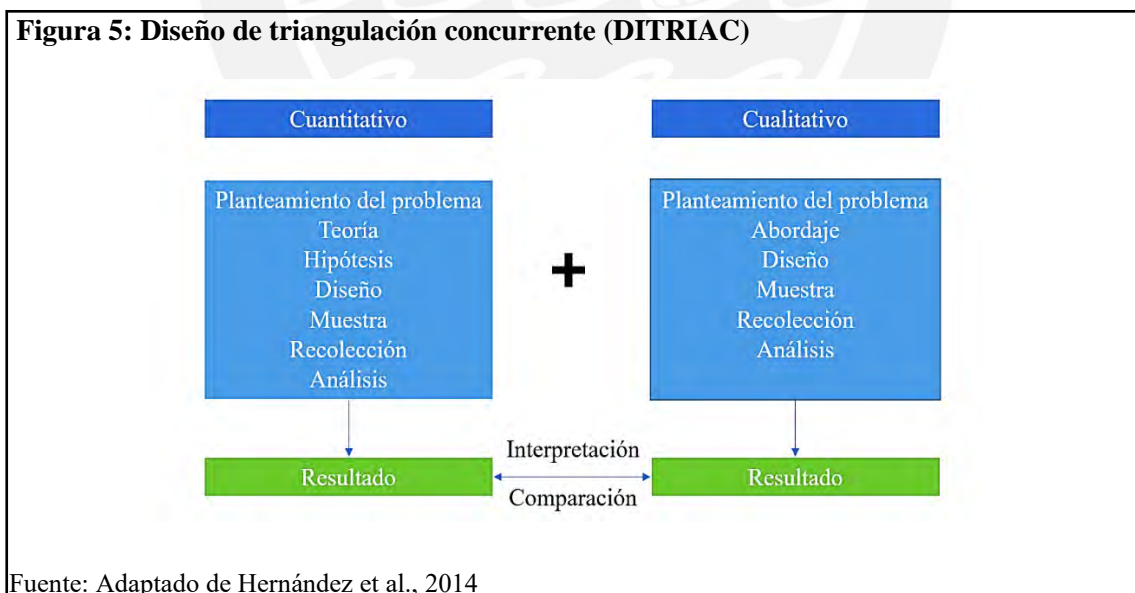 Figura 5: Diseño de triangulación concurrente (DITRIAC)
Cuantitativo
Planteamiento del problema
Teoría
Hipótesis
Diseño
Muestra
Recolección
Análisis
Resultado
+
Cualitativo
Planteamiento del problema
Abordaje
Diseño
Muestra
Recolección
Análisis
Resultado
Interpretación
Comparación
Fuente: Adaptado de Hernández et al., 2014